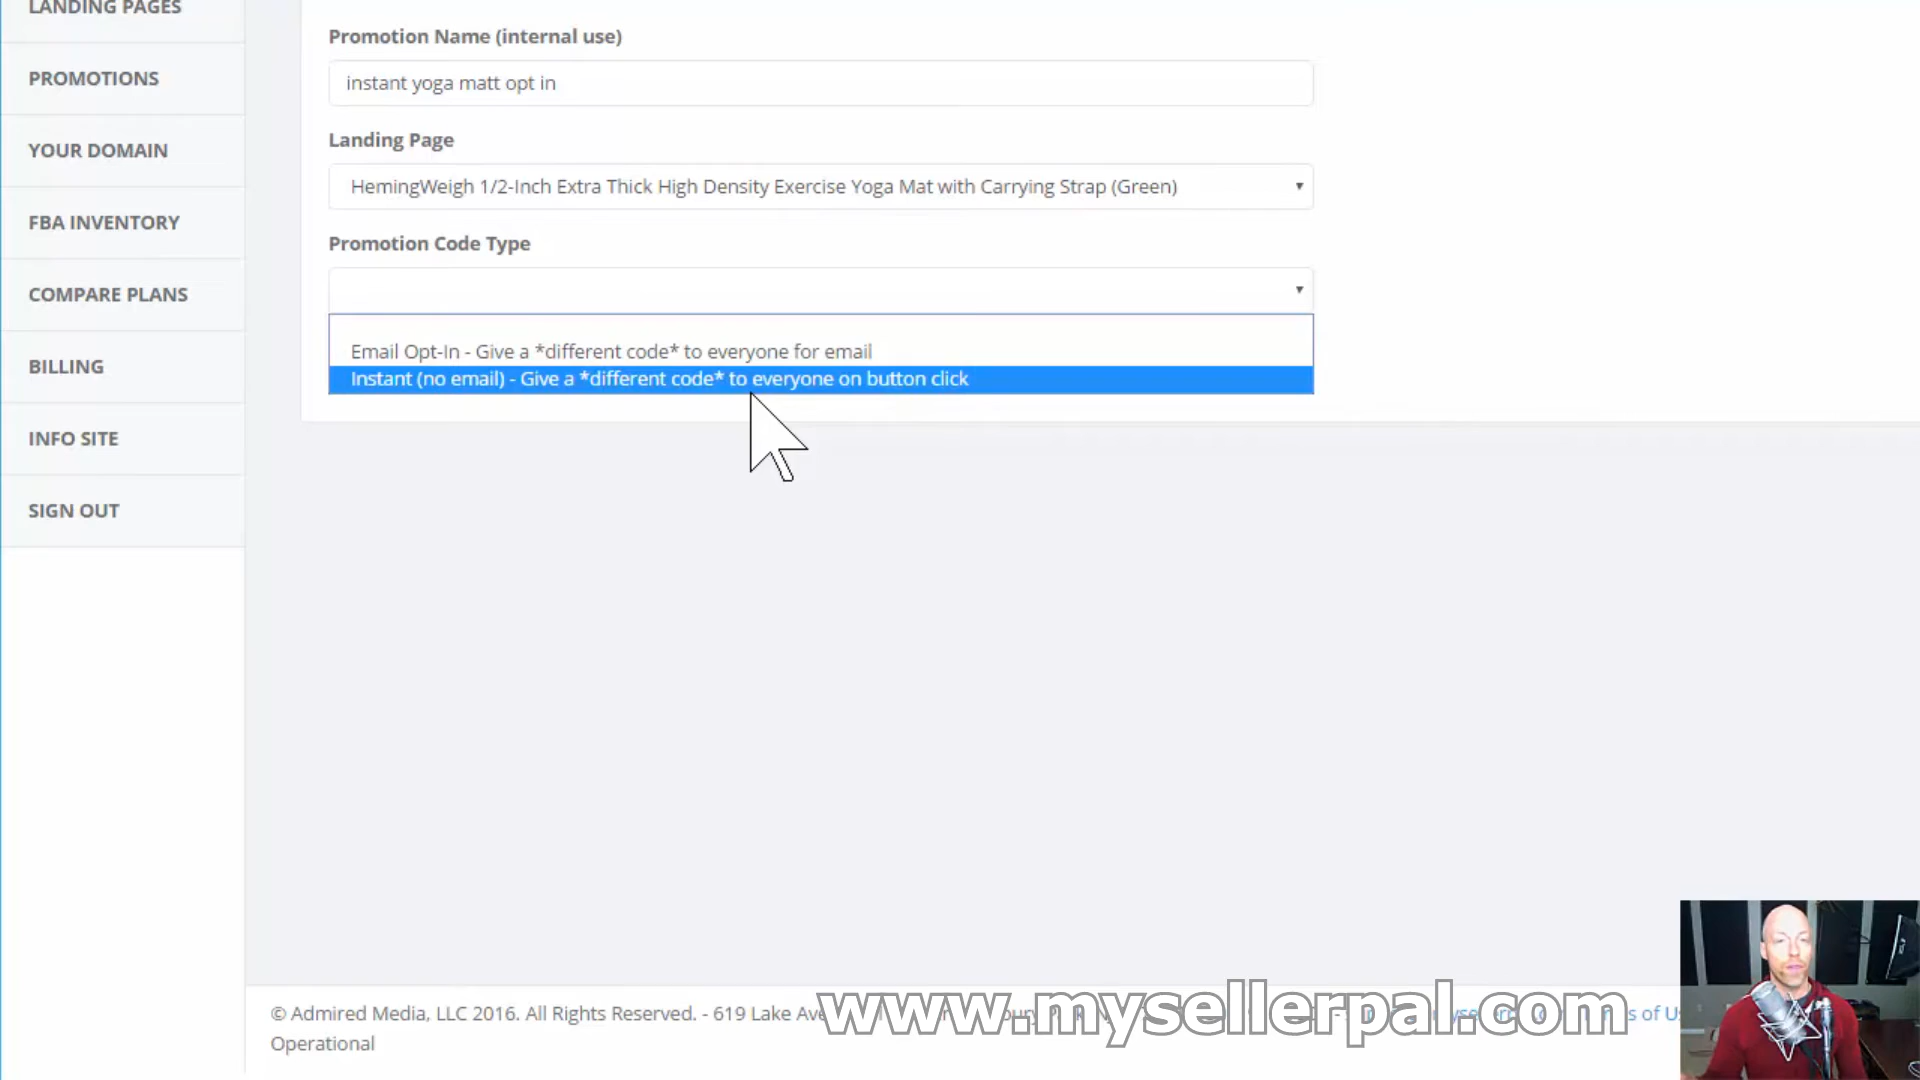 LANDING PAGES
PROMOTIONS
YOUR DOMAIN
FBA INVENTORY
COMPARE PLANS
BILLING
INFO SITE
SIGN OUT
Promotion Name (internal use)
instant yoga matt opt in
Landing Page
HemingWeigh 1/2-Inch Extra Thick High Density Exercise Yoga Mat with Carrying Strap (Green)
Promotion Code Type
Email Opt-In - Give a *different code* to everyone for email
Instant (no email) - Give a *different code* to everyone on button click
© Admired Media, LLC 2016. All Rights Reserved. - 619 Lake Ave
Operational
www.mysellerpal.com